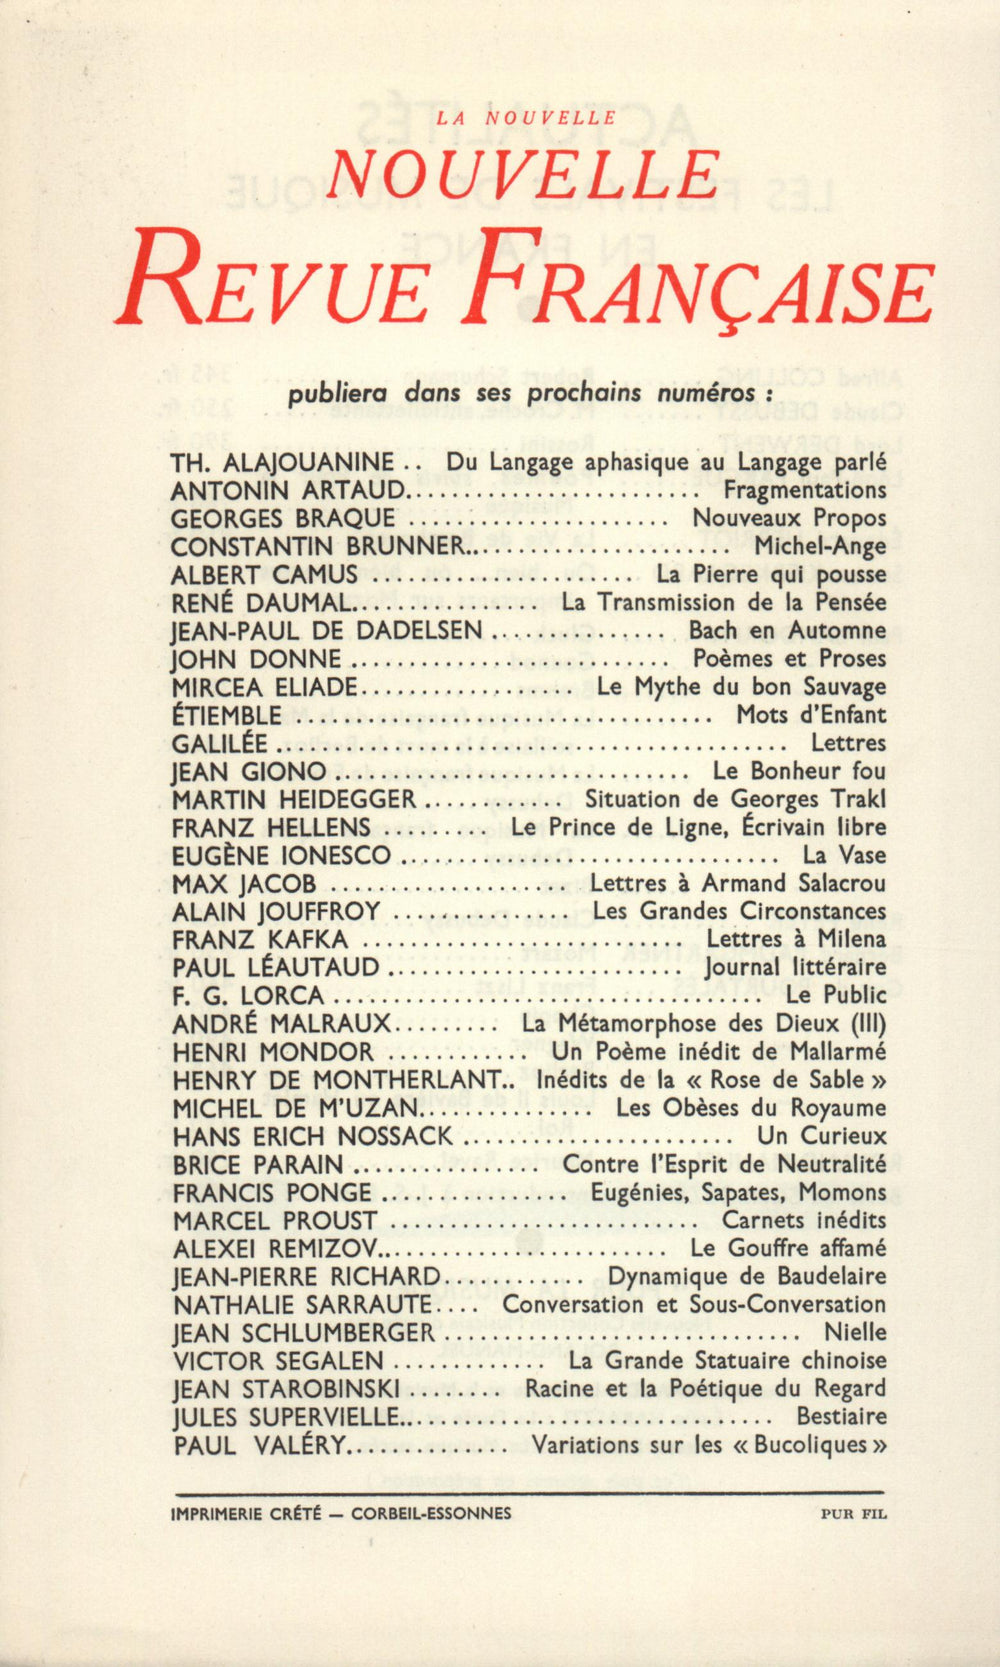 LA NOUVELLE
NOUVELLE
REVUE FRANÇAISE
publiera dans ses prochains numéros :
TH. ALAJOUANINE .. Du Langage aphasique au Langage parlé
ANTONIN ARTAUD............................ Fragmentations
GEORGES BRAQUE .......................... Nouveaux Propos
CONSTANTIN BRUNNER............................ Michel-Ange
ALBERT CAMUS .......................... La Pierre qui pousse
RENÉ DAUMAL................... La Transmission de la Pensée
JEAN-PAUL DE DADELSEN ............... Bach en Automne
JOHN DONNE ................................ Poèmes et Proses
MIRCEA ELIADE.................... Le Mythe du bon Sauvage
ÉTIEMBLE ........................................ Mots d'Enfant
GALILÉE ................................................. Lettres
JEAN GIONO .................................. Le Bonheur fou
MARTIN HEIDEGGER ............ Situation de Georges Trakl
FRANZ HELLENS ......... Le Prince de Ligne, Écrivain libre
EUGÈNE IONESCO .................................... La Vase
MAX JACOB .................... Lettres à Armand Salacrou
ALAIN JOUFFROY ............... Les Grandes Circonstances
FRANZ KAFKA ............................ Lettres à Milena
PAUL LÉAUTAUD ............................ Journal littéraire
F. G. LORCA ......................................... Le Public
ANDRÉ MALRAUX......... La Métamorphose des Dieux (III)
HENRI MONDOR ............ Un Poème inédit de Mallarmé
HENRY DE MONTHERLANT.. Inédits de la « Rose de Sable »
MICHEL DE M'UZAN............... Les Obèses du Royaume
HANS ERICH NOSSACK ....................... Un Curieux
BRICE PARAIN ................ Contre l'Esprit de Neutralité
FRANCIS PONGE ................ Eugénies, Sapates, Momons
MARCEL PROUST .......................... Carnets inédits
ALEXEI REMIZOV........................... Le Gouffre affamé
JEAN-PIERRE RICHARD............ Dynamique de Baudelaire
NATHALIE SARRAUTE.... Conversation et Sous-Conversation
JEAN SCHLUMBERGER .............................. Nielle
VICTOR SEGALEN ............. La Grande Statuaire chinoise
JEAN STAROBINSKI ........ Racine et la Poétique du Regard
JULES SUPERVIELLE.................................... Bestiaire
PAUL VALÉRY.............. Variations sur les « Bucoliques »
IMPRIMERIE CRÉTÉ — CORBEIL-ESSONNES PUR FIL